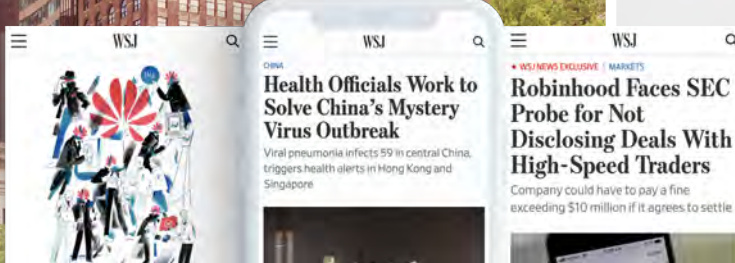 WSJ
WSJ
CHINA
Health Officials Work to
Solve China's Mystery
Virus Outbreak
Viral pneumonia infects 59 in central China,
triggers health alerts in Hong Kong and
Singapore
WSJ
WSJ NEWS EXCLUSIVE | MARKETS
Robinhood Faces SEC
Probe for Not
Disclosing Deals With
High-Speed Traders
Company could have to pay a fine
exceeding $10 million if it agrees to settle